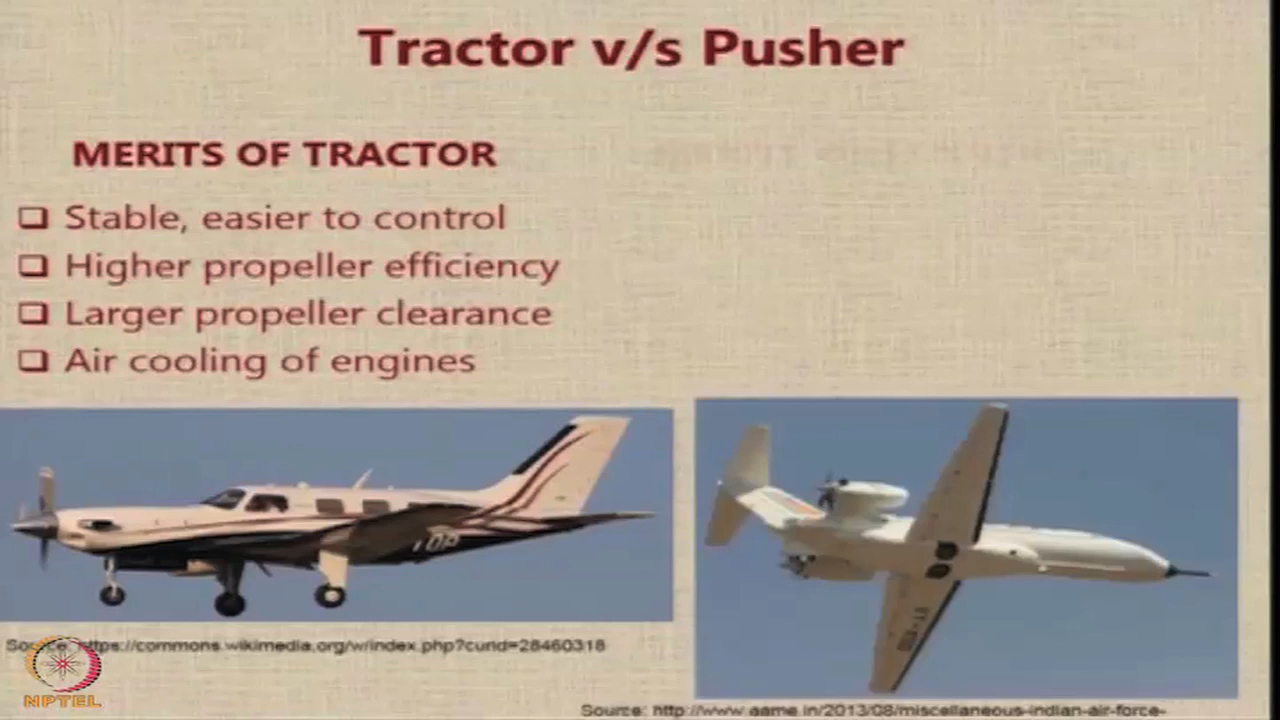 Tractor v/s Pusher
MERITS OF TRACTOR
❑ Stable, easier to control
❑ Higher propeller efficiency
❑ Larger propeller clearance
❑ Air cooling of engines
Source: https://commons.wikimedia.org/w/index.php?curid=28460318
NPTEL
Source: http://www.aame.in/2013/08/miscellaneous-indian-air-force-